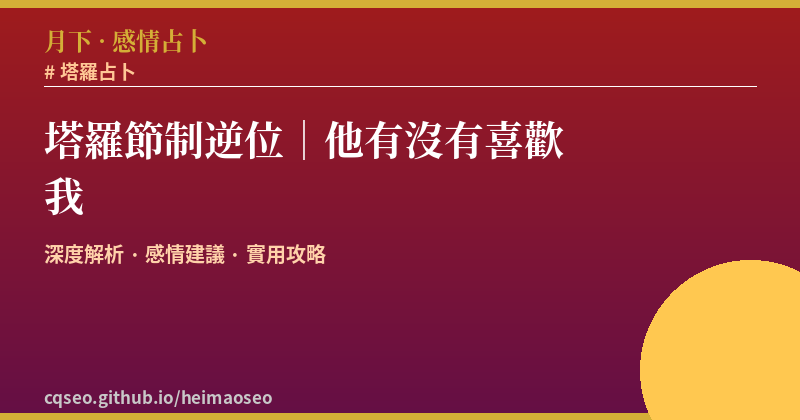 月下 · 感情占卜
# 塔羅占卜
塔羅節制逆位｜他有沒有喜歡
我
深度解析 · 感情建議 · 實用攻略
cqseo.github.io/heimaoseo